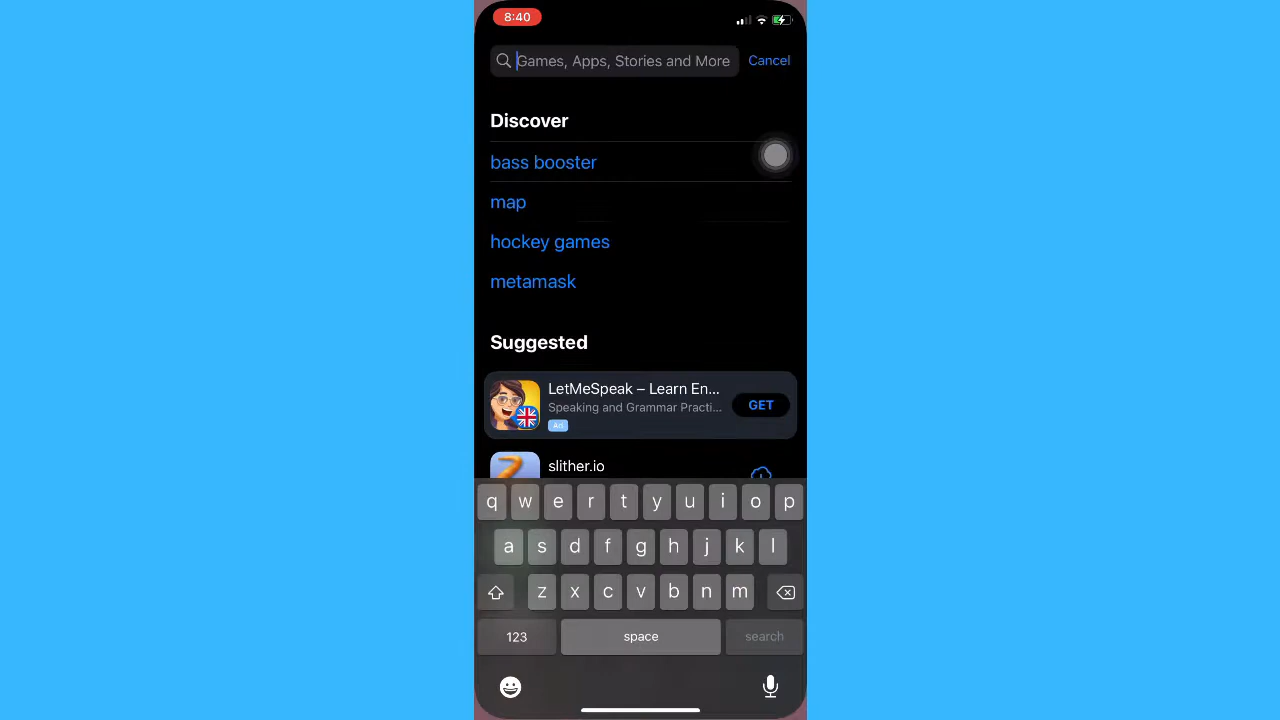 8:40
Games, Apps, Stories and More
Cancel
Discover
bass booster
map
hockey games
metamask
Suggested
LetMeSpeak – Learn En...
Speaking and Grammar Practi...
GET
Ad
slither.io
q w e r t y u i o p
a s d f g h j k l
z x c v b n m
123 space search